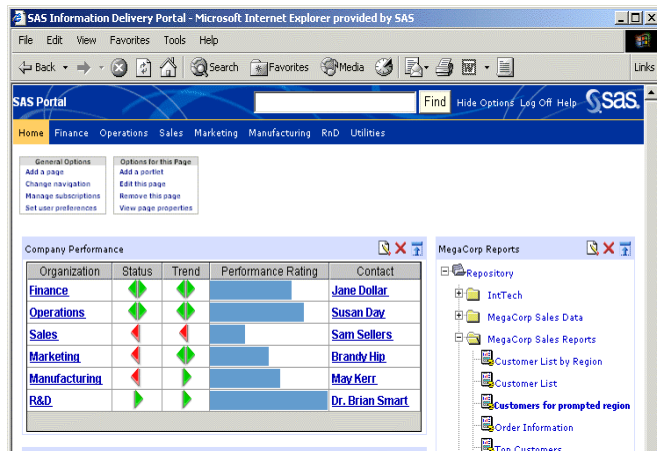 SAS Information Delivery Portal - Microsoft Internet Explorer provided by SAS
File Edit View Favorites Tools Help
Back Search Favorites Media Links
SAS Portal Find Hide Options Log Off Help sas.
Home Finance Operations Sales Marketing Manufacturing RnD Utilities
General Options Options for this Page
Add a page Add a portlet
Change navigation Edit this page
Manage subscriptions Remove this page
Set user preferences View page properties
Company Performance MegaCorp Reports
Organization Status Trend Performance Rating Contact
Repository
Finance Jane Dollar
IntTech
Operations Susan Day
MegaCorp Sales Data
Sales Sam Sellers
MegaCorp Sales Reports
Marketing Brandy Hip
Customer List by Region
Manufacturing May Kerr
Customer List
R&D Dr. Brian Smart
Customers for prompted region
Order Information
Top Customers